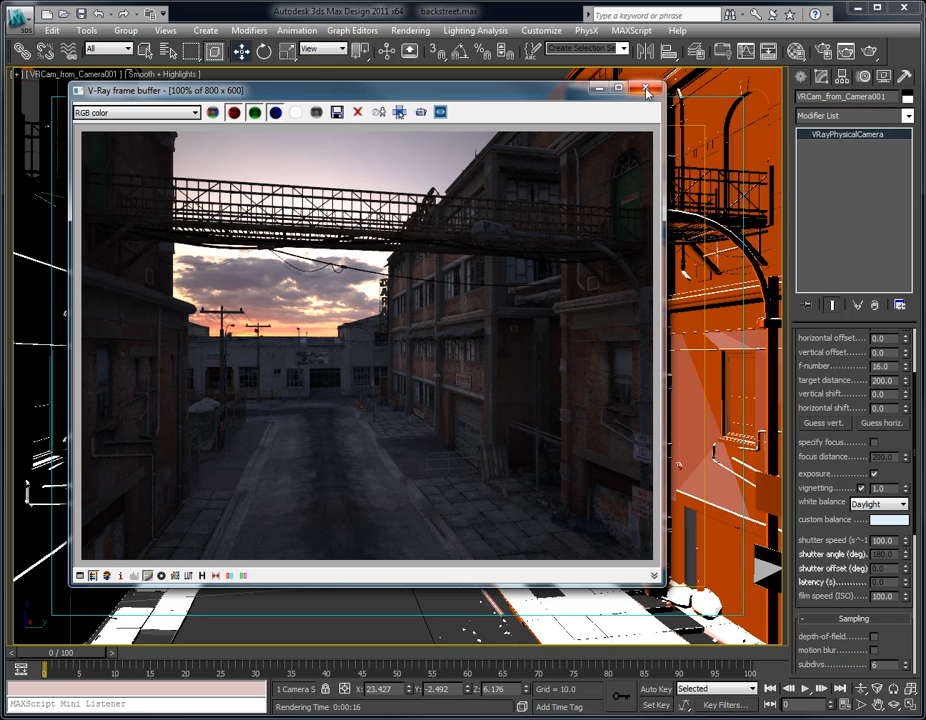 Autodesk 3ds Max Design 2011 x64 backstreet.max
Type a keyword or phrase
3DS
Edit Tools Group Views Create Modifiers Animation Graph Editors Rendering Lighting Analysis Customize PhysX MAXScript Help
All
View
Create Selection Se
[ + ] [ VRCam_from_Camera001 ] [ Smooth + Highlights ]
V-Ray frame buffer - [100% of 800 x 600]
RGB color
VRCam_from_Camera001
Modifier List
VRayPhysicalCamera
horizontal offset.... 0.0
vertical offset..... 0.0
f-number............ 16.0
target distance..... 200.0
vertical shift...... 0.0
horizontal shift.... 0.0
Guess vert. Guess horiz.
specify focus.......
focus distance...... 200.0
exposure............
vignetting.......... 1.0
white balance Daylight
custom balance
shutter speed (s^-1 100.0
shutter angle (deg). 180.0
shutter offset (deg) 0.0
latency (s)......... 0.0
film speed (ISO).... 100.0
- Sampling
depth-of-field......
motion blur.........
subdivs............. 6
LUT H
0 / 100
0 5 10 15 20 25 30 35 40 45 50 55 60 65 70 75 80 85 90 95 100
1 Camera S X: 23.427 Y: -2.492 Z: 6.176 Grid = 10.0
Auto Key Selected
MAXScript Mini Listener
Rendering Time 0:00:16 Add Time Tag
Set Key Key Filters... 0